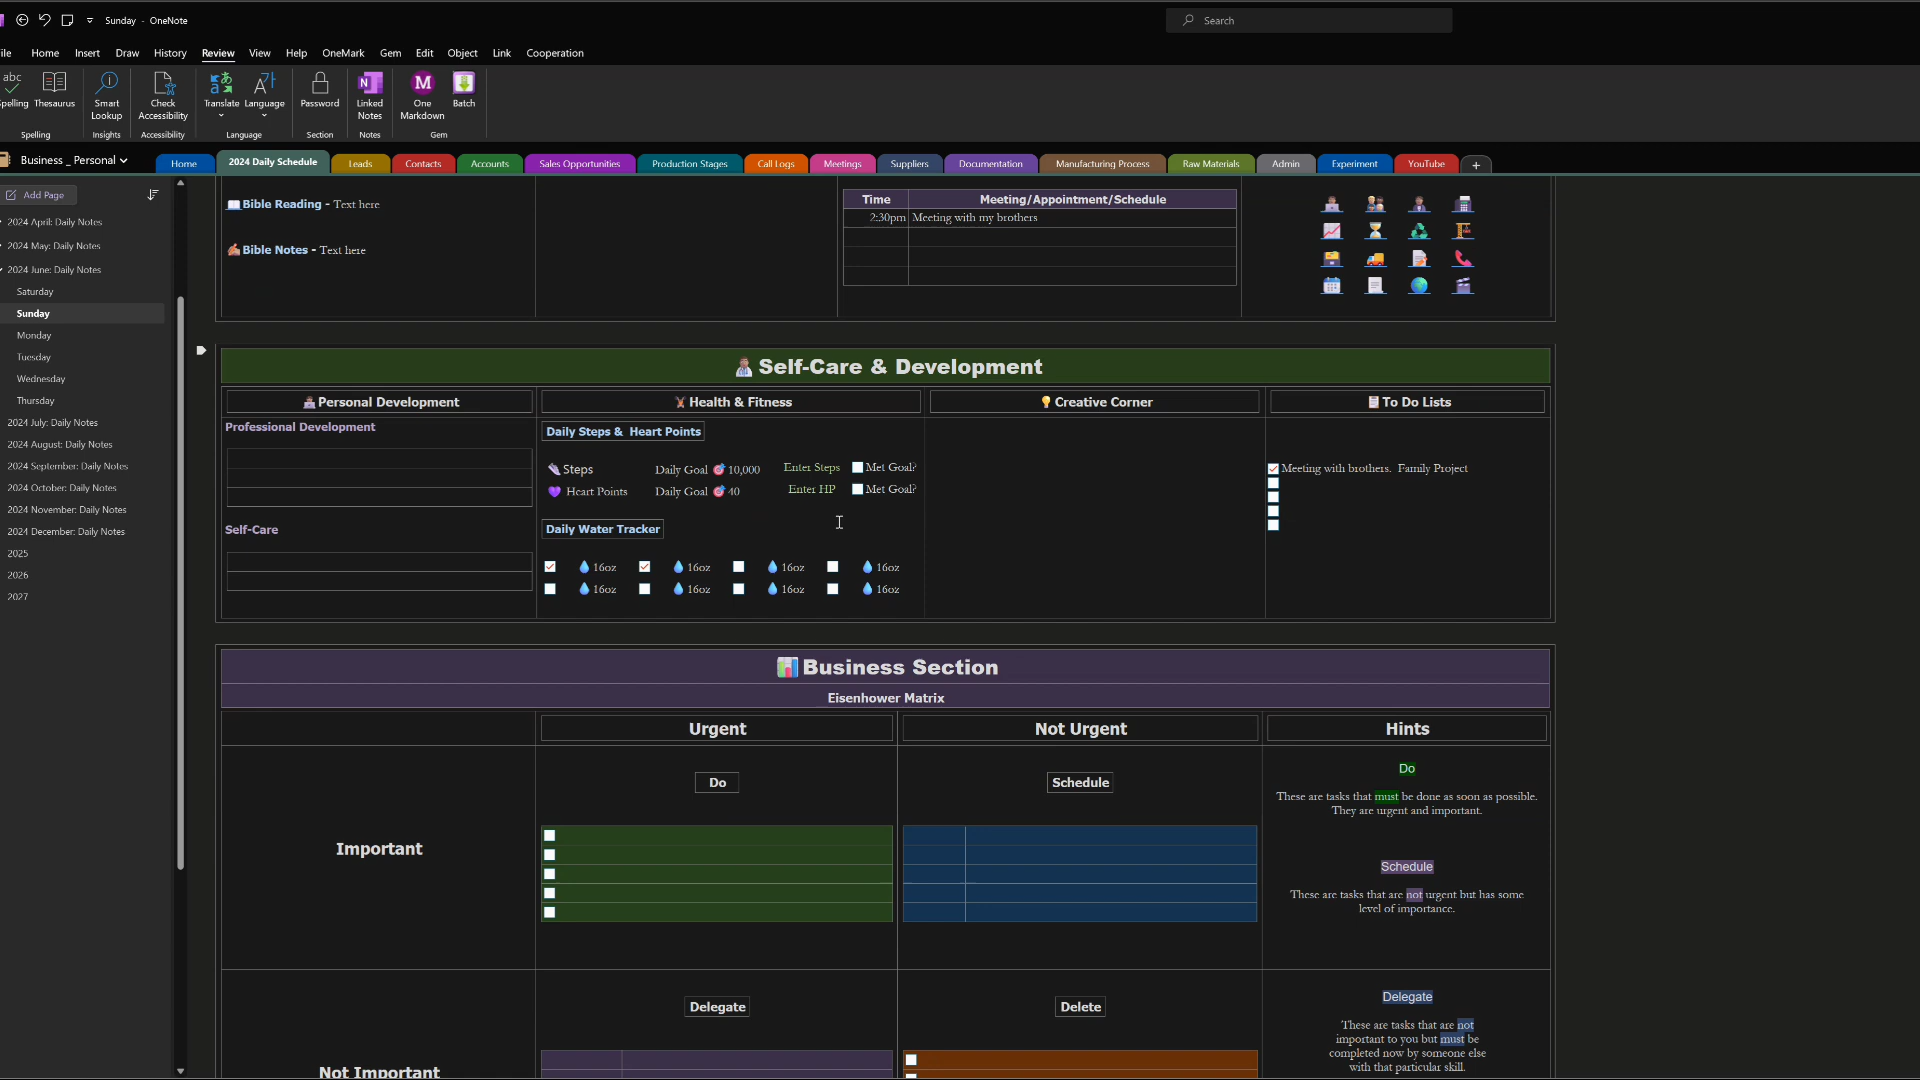 Sunday - OneNote
Search
ile Home Insert Draw History Review View Help OneMark Gem Edit Object Link Cooperation
abc
pelling Thesaurus Smart Lookup Check Accessibility Translate Language Password Linked Notes One Markdown Batch
Spelling Insights Accessibility Language Section Notes Gem
Business _ Personal Home 2024 Daily Schedule Leads Contacts Accounts Sales Opportunities Production Stages Call Logs Meetings Suppliers Documentation Manufacturing Process Raw Materials Admin Experiment YouTube +
Add Page
2024 April: Daily Notes
2024 May: Daily Notes
2024 June: Daily Notes
Saturday
Sunday
Monday
Tuesday
Wednesday
Thursday
2024 July: Daily Notes
2024 August: Daily Notes
2024 September: Daily Notes
2024 October: Daily Notes
2024 November: Daily Notes
2024 December: Daily Notes
2025
2026
2027
Bible Reading - Text here
Bible Notes - Text here
Time Meeting/Appointment/Schedule
2:30pm Meeting with my brothers
Self-Care & Development
Personal Development Health & Fitness Creative Corner To Do Lists
Professional Development
Self-Care
Daily Steps & Heart Points
Steps Daily Goal 10,000 Enter Steps Met Goal?
Heart Points Daily Goal 40 Enter HP Met Goal?
Daily Water Tracker
16oz 16oz 16oz 16oz
16oz 16oz 16oz 16oz
Meeting with brothers. Family Project
Business Section
Eisenhower Matrix
Urgent Not Urgent Hints
Important
Do
Schedule
Do
These are tasks that must be done as soon as possible.
They are urgent and important.
Schedule
These are tasks that are not urgent but has some
level of importance.
Not Important
Delegate
Delete
Delegate
These are tasks that are not
important to you but must be
completed now by someone else
with that particular skill.